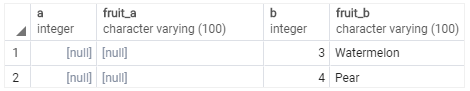 a fruit_a b fruit_b
integer character varying (100) integer character varying (100)
1 [null] [null] 3 Watermelon
2 [null] [null] 4 Pear